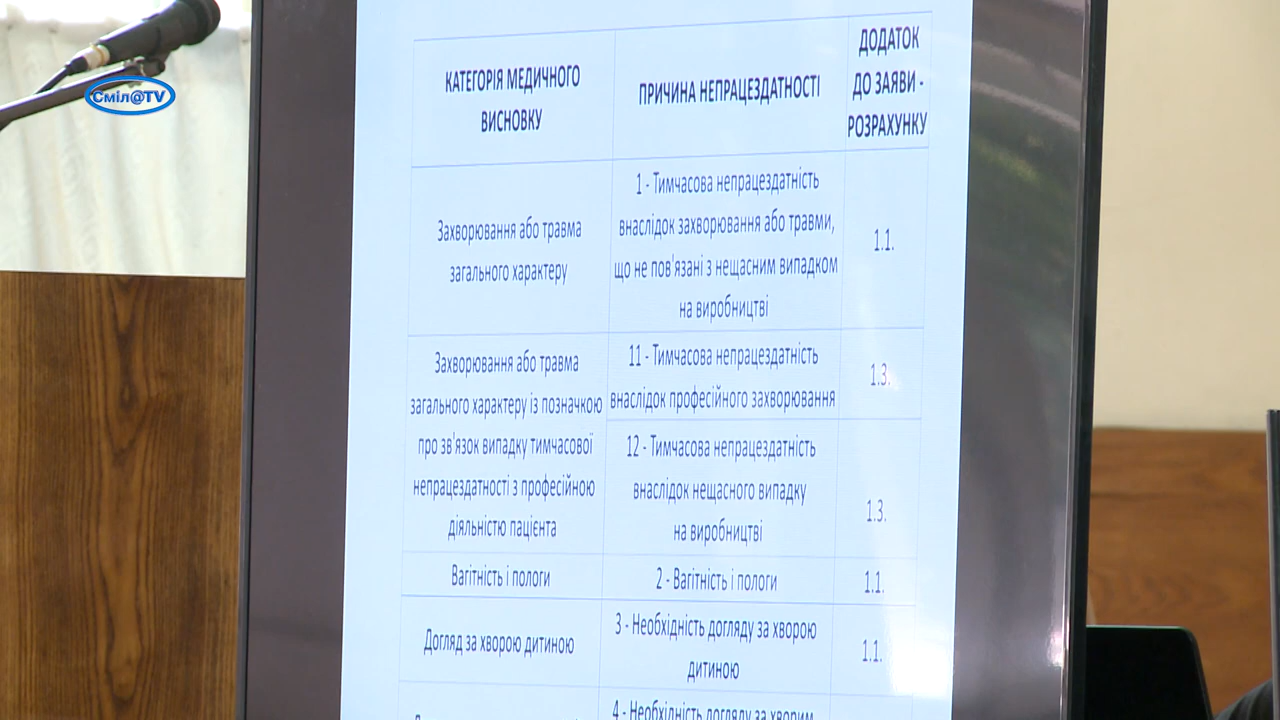 Сміл@TV
КАТЕГОРІЯ МЕДИЧНОГО
ВИСНОВКУ
ПРИЧИНА НЕПРАЦЕЗДАТНОСТІ
ДОДАТОК
ДО ЗАЯВИ -
РОЗРАХУНКУ
Захворювання або травма
загального характеру
1 - Тимчасова непрацездатність
внаслідок захворювання або травми,
що не пов'язані з нещасним випадком
на виробництві
1.1.
Захворювання або травма
загального характеру із позначкою
про зв'язок випадку тимчасової
непрацездатності з професійною
діяльністю пацієнта
11 - Тимчасова непрацездатність
внаслідок професійного захворювання
1.3.
12 - Тимчасова непрацездатність
внаслідок нещасного випадку
на виробництві
1.3.
Вагітність і пологи
2 - Вагітність і пологи
1.1.
Догляд за хворою дитиною
3 - Необхідність догляду за хворою
дитиною
1.1.
4 - Необхідність догляду за хворим